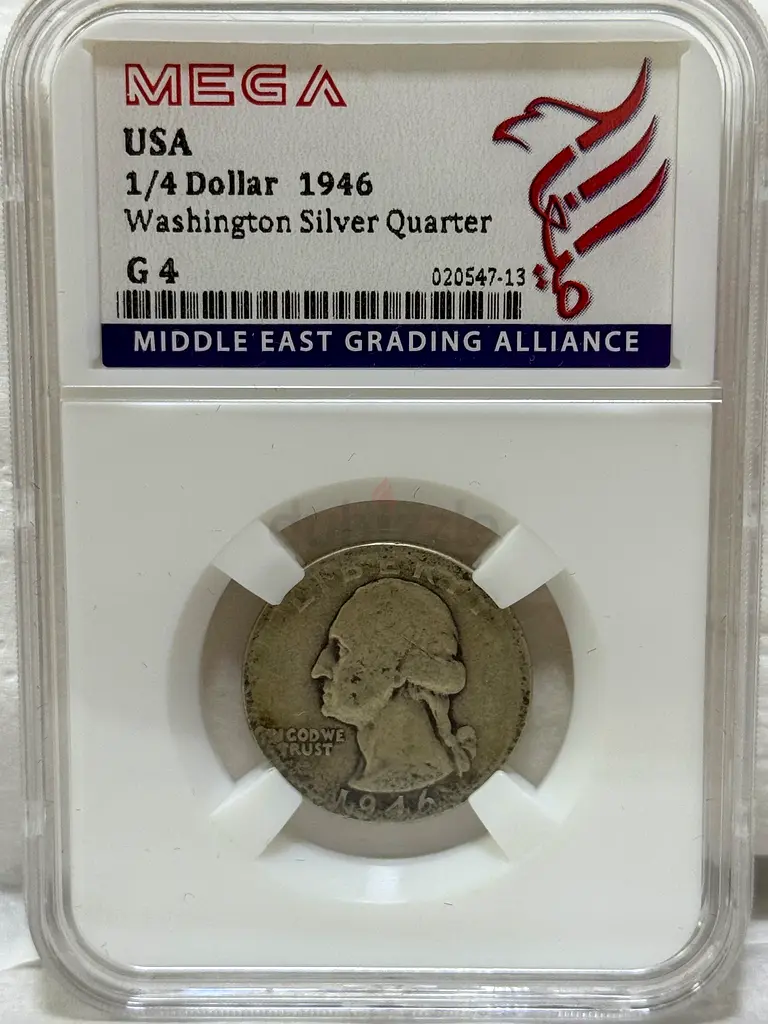 MEGA
USA
1/4 Dollar 1946
Washington Silver Quarter
G 4
020547-13
MIDDLE EAST GRADING ALLIANCE
dubizzle
LIBERTY
IN GOD WE
TRUST
1946